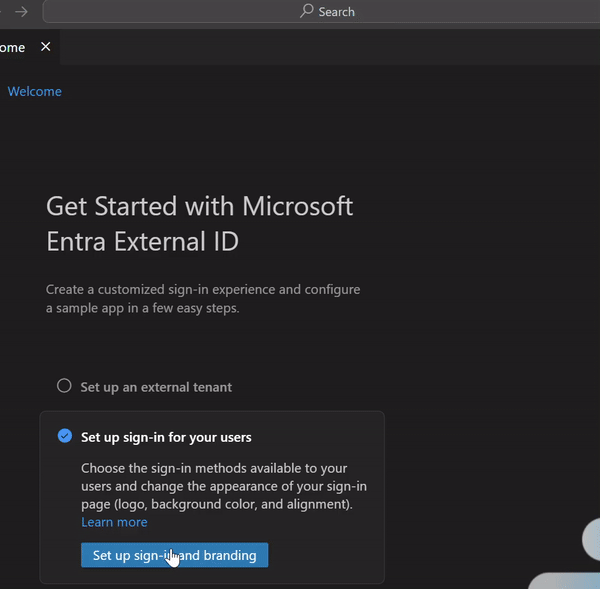 Search
ome
Welcome
Get Started with Microsoft
Entra External ID
Create a customized sign-in experience and configure
a sample app in a few easy steps.
Set up an external tenant
Set up sign-in for your users
Choose the sign-in methods available to your
users and change the appearance of your sign-in
page (logo, background color, and alignment).
Learn more
Set up sign-in and branding